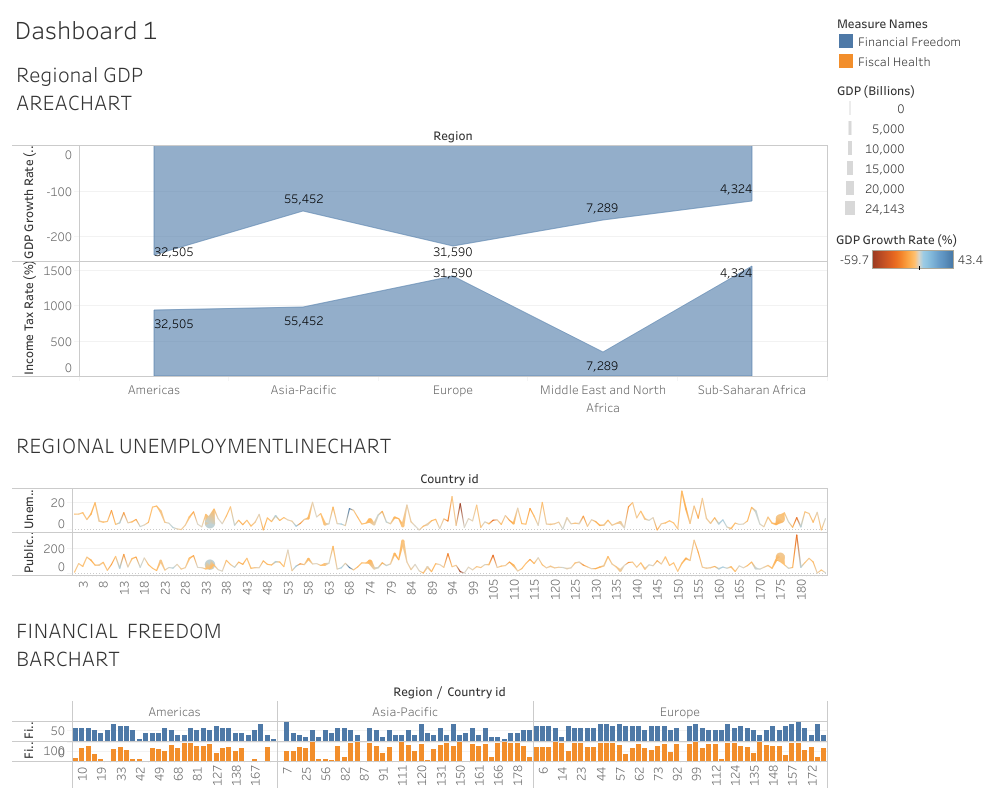 Dashboard 1
Measure Names
Financial Freedom
Fiscal Health
GDP (Billions)
0
5,000
10,000
15,000
20,000
24,143
GDP Growth Rate (%)
-59.7 43.4
Regional GDP
AREACHART
Region
GDP Growth Rate (..
0
-100
-200
32,505 55,452 31,590 7,289 4,324
Income Tax Rate (%)
1500
1000
500
0
32,505 55,452 31,590 7,289 4,324
Americas Asia-Pacific Europe Middle East and North Africa Sub-Saharan Africa
REGIONAL UNEMPLOYMENTLINECHART
Country id
Unem..
20
0
Public..
200
0
3 8 13 18 23 28 33 38 43 48 53 58 63 68 74 79 84 89 94 99 105 110 115 120 125 130 135 140 145 150 155 160 165 170 175 180
FINANCIAL FREEDOM
BARCHART
Region / Country id
Americas Asia-Pacific Europe
Fi..
50
Fi..
100
10 19 33 42 49 68 81 127 138 167 7 25 56 82 87 91 111 120 131 150 161 166 178 6 14 23 44 57 62 73 92 99 112 124 135 148 157 172